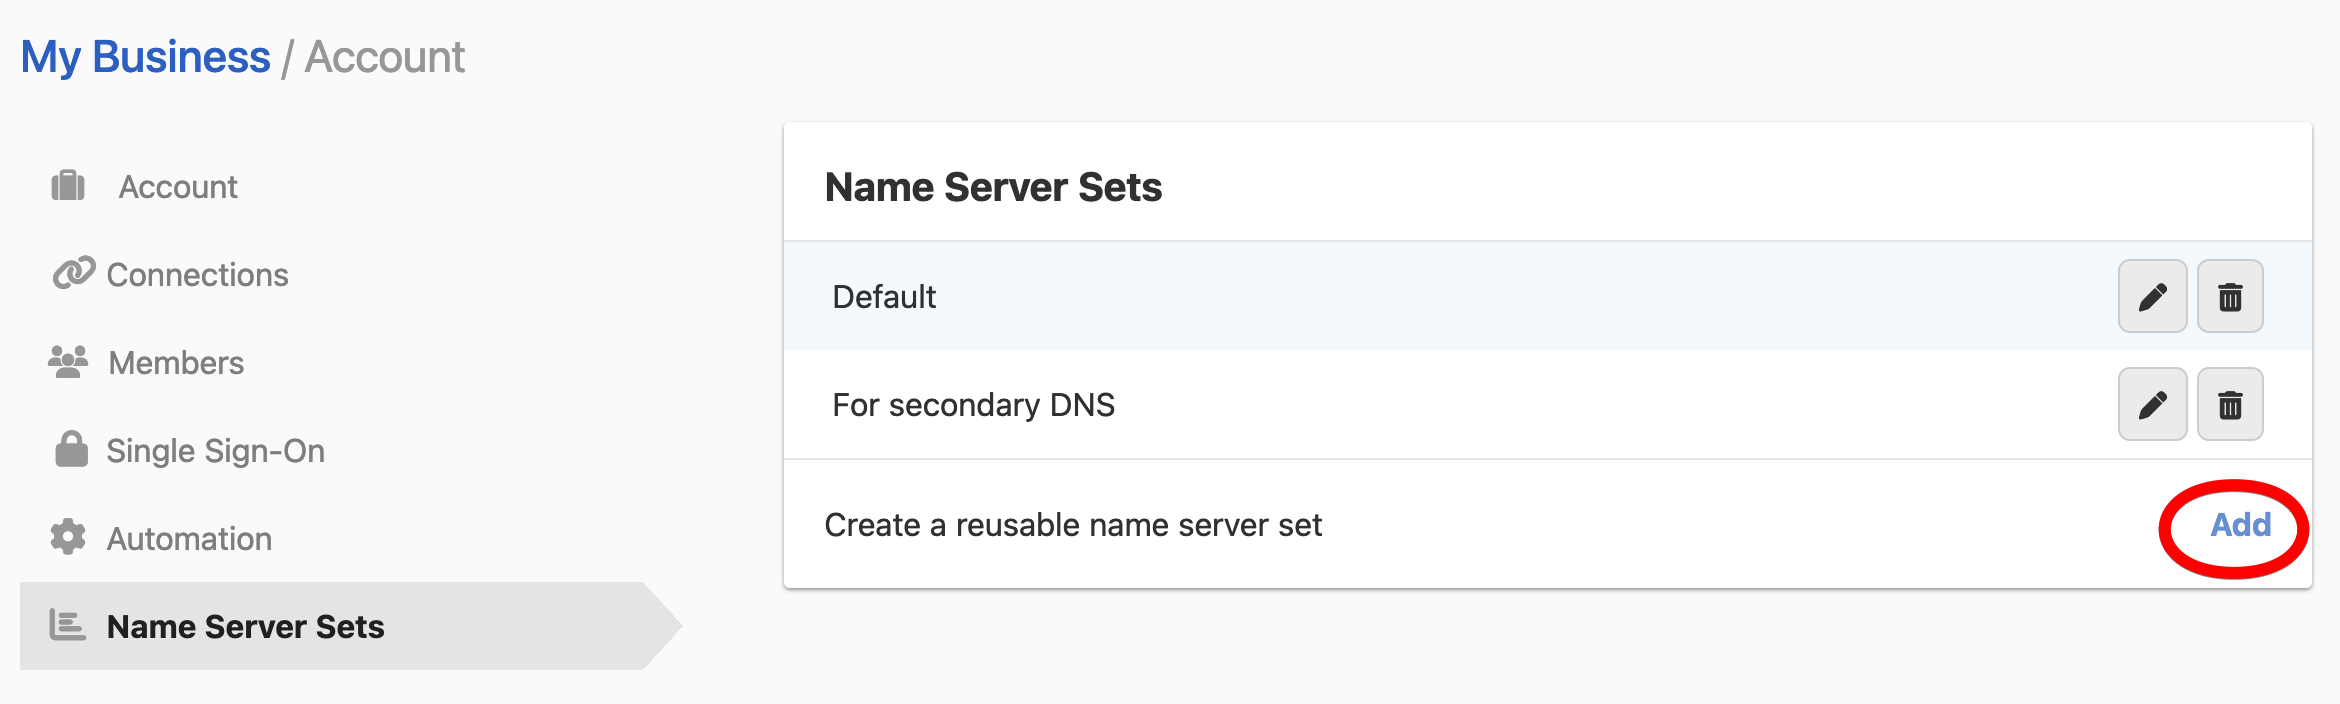 My Business / Account
Account
Connections
Members
Single Sign-On
Automation
Name Server Sets
Name Server Sets
Default
For secondary DNS
Create a reusable name server set
Add